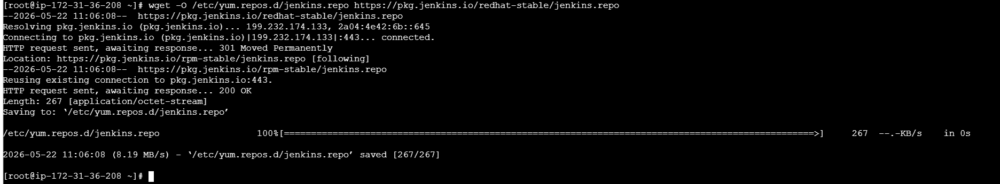 [root@ip-172-31-36-208 ~]# wget -O /etc/yum.repos.d/jenkins.repo https://pkg.jenkins.io/redhat-stable/jenkins.repo
--2026-05-22 11:06:08--  https://pkg.jenkins.io/redhat-stable/jenkins.repo
Resolving pkg.jenkins.io (pkg.jenkins.io)... 199.232.174.133, 2a04:4e42:6b::645
Connecting to pkg.jenkins.io (pkg.jenkins.io)|199.232.174.133|:443... connected.
HTTP request sent, awaiting response... 301 Moved Permanently
Location: https://pkg.jenkins.io/rpm-stable/jenkins.repo [following]
--2026-05-22 11:06:08--  https://pkg.jenkins.io/rpm-stable/jenkins.repo
Reusing existing connection to pkg.jenkins.io:443.
HTTP request sent, awaiting response... 200 OK
Length: 267 [application/octet-stream]
Saving to: ‘/etc/yum.repos.d/jenkins.repo’
/etc/yum.repos.d/jenkins.repo                  100%[==================================================================================================>]     267  --.-KB/s    in 0s
2026-05-22 11:06:08 (8.19 MB/s) - ‘/etc/yum.repos.d/jenkins.repo’ saved [267/267]
[root@ip-172-31-36-208 ~]#